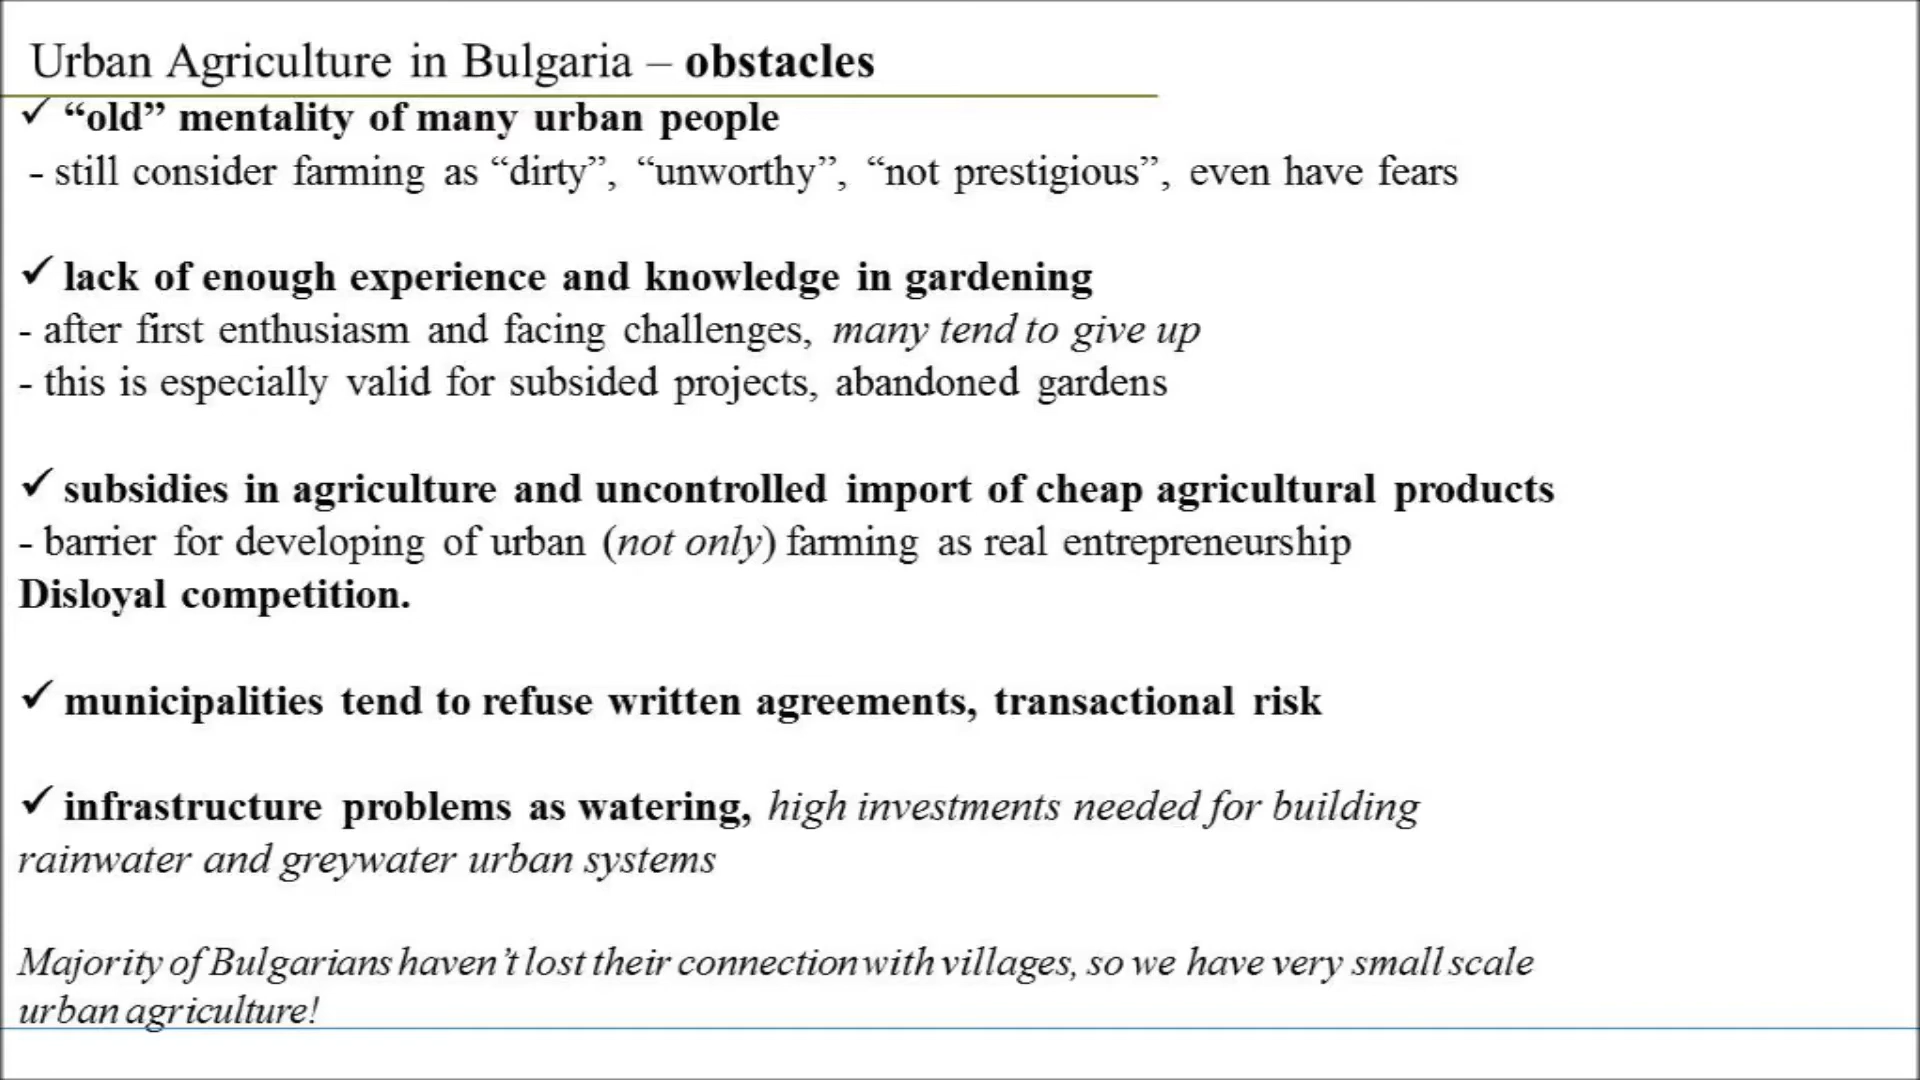 Urban Agriculture in Bulgaria – obstacles
✓ “old” mentality of many urban people
- still consider farming as “dirty”, “unworthy”, “not prestigious”, even have fears
✓ lack of enough experience and knowledge in gardening
- after first enthusiasm and facing challenges, many tend to give up
- this is especially valid for subsided projects, abandoned gardens
✓ subsidies in agriculture and uncontrolled import of cheap agricultural products
- barrier for developing of urban (not only) farming as real entrepreneurship
Disloyal competition.
✓ municipalities tend to refuse written agreements, transactional risk
✓ infrastructure problems as watering, high investments needed for building
rainwater and greywater urban systems
Majority of Bulgarians haven’t lost their connection with villages, so we have very small scale
urban agriculture!